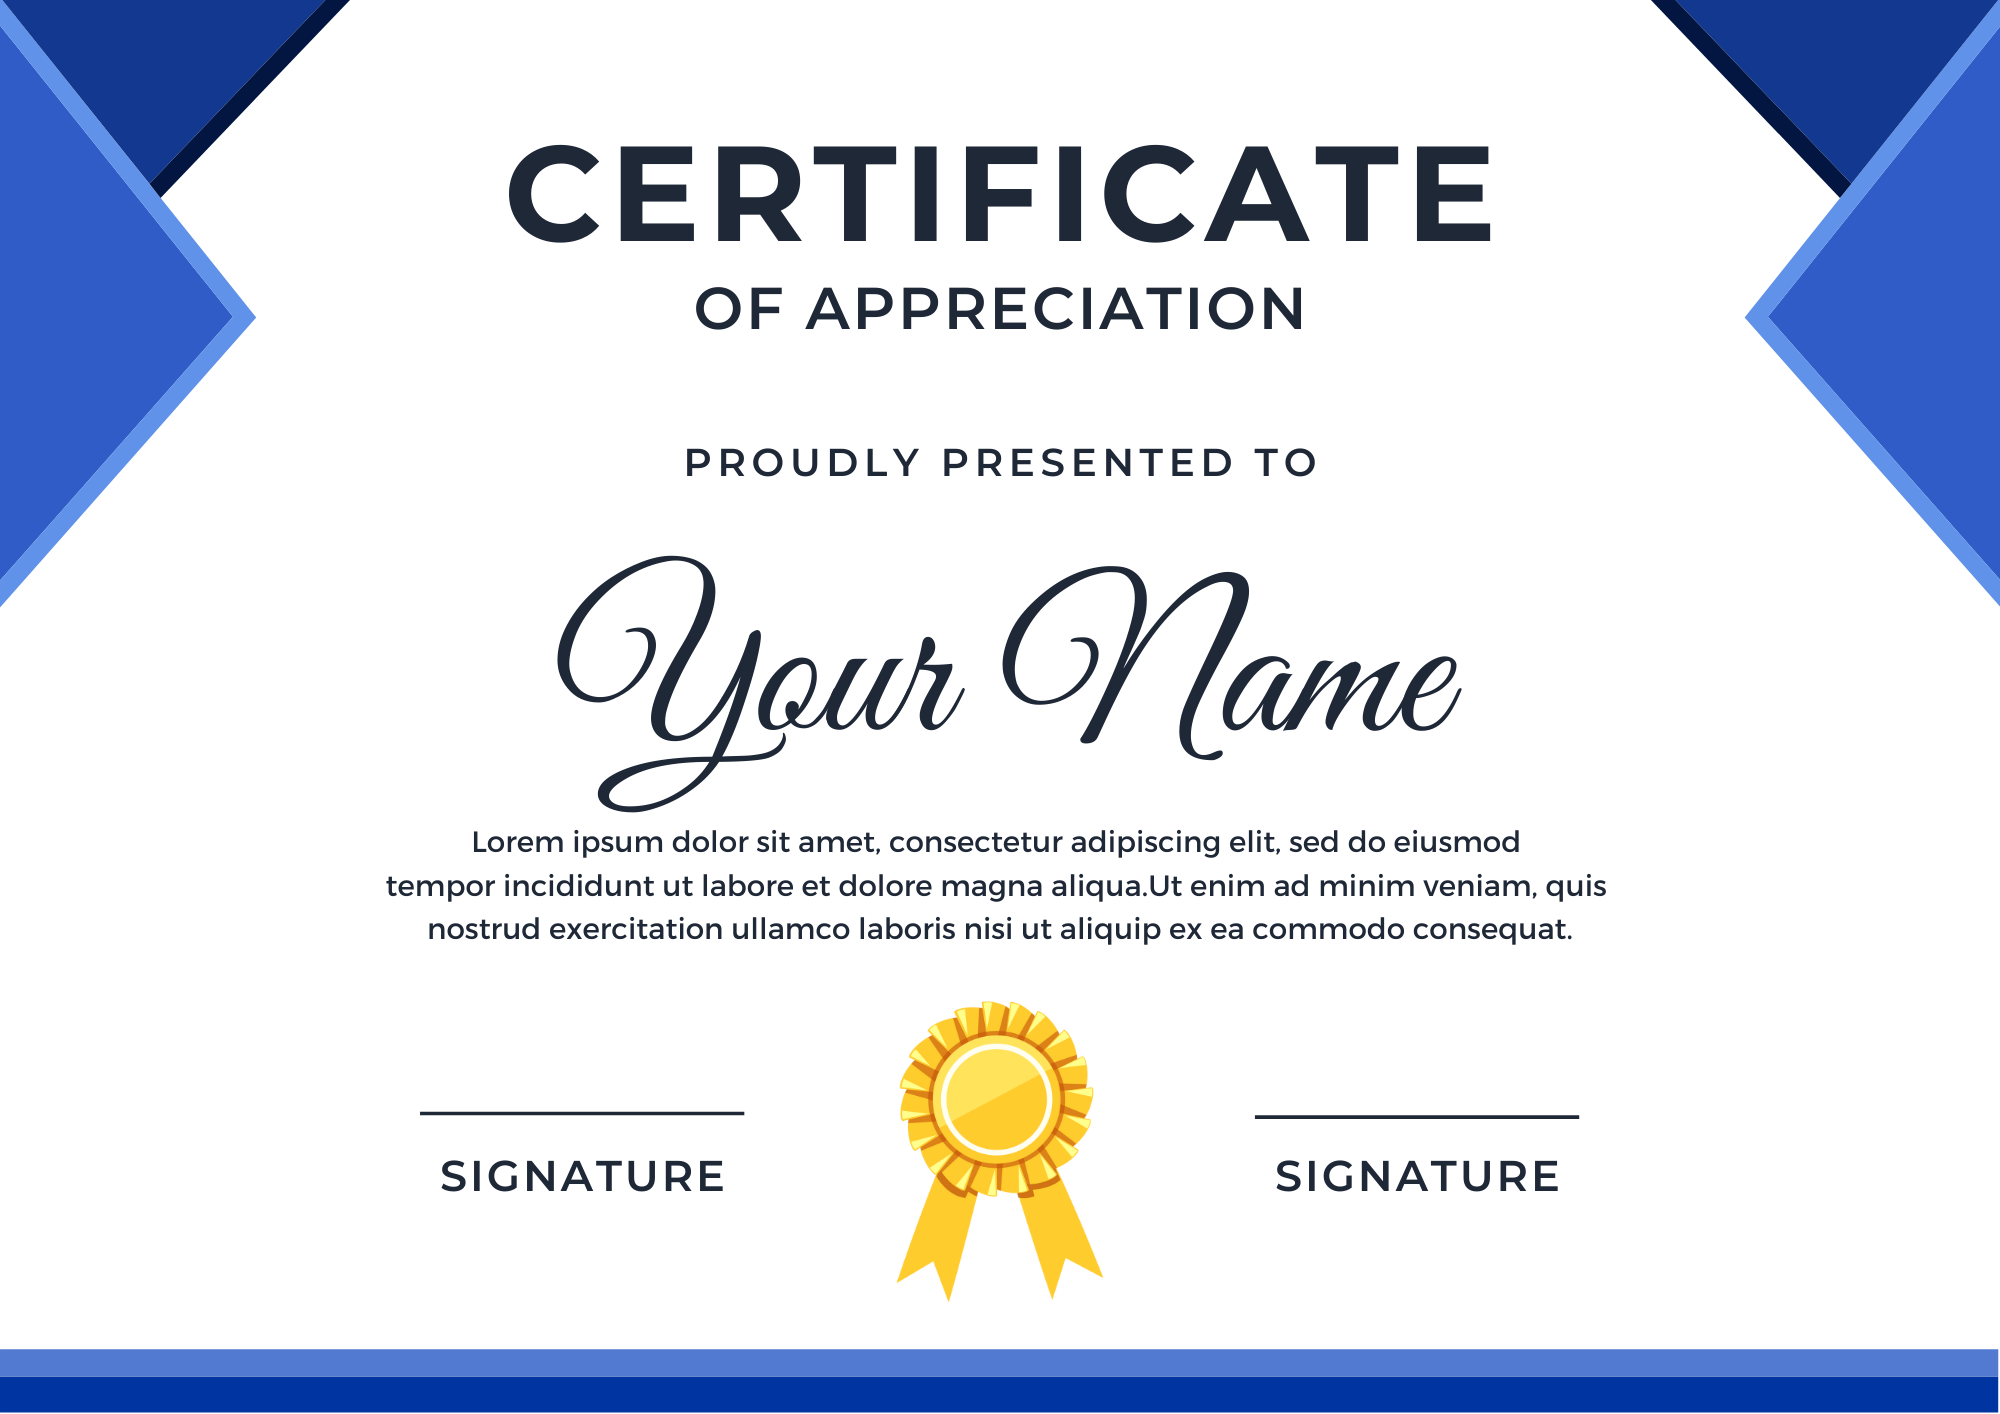 CERTIFICATE
OF APPRECIATION
PROUDLY PRESENTED TO
Your Name
Lorem ipsum dolor sit amet, consectetur adipiscing elit, sed do eiusmod
tempor incididunt ut labore et dolore magna aliqua.Ut enim ad minim veniam, quis
nostrud exercitation ullamco laboris nisi ut aliquip ex ea commodo consequat.
SIGNATURE
SIGNATURE